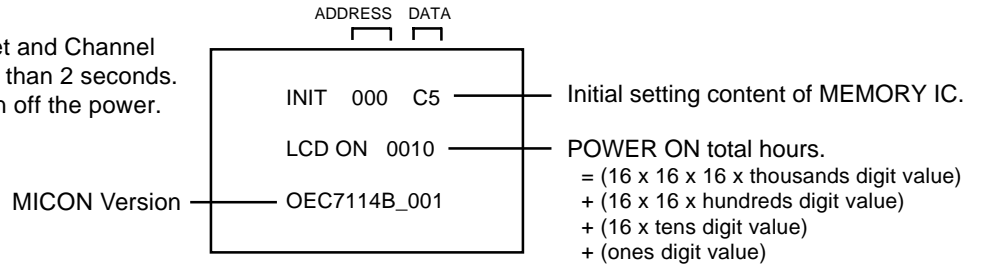 ADDRESS DATA
et and Channel
than 2 seconds.
off the power.
INIT 000 C5
Initial setting content of MEMORY IC.
LCD ON 0010
POWER ON total hours.
= (16 x 16 x 16 x thousands digit value)
+ (16 x 16 x hundreds digit value)
+ (16 x tens digit value)
+ (ones digit value)
MICON Version
OEC7114B_001